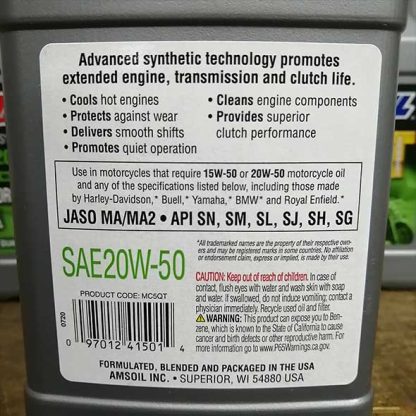 Advanced synthetic technology promotes
extended engine, transmission and clutch life.
• Cools hot engines
• Protects against wear
• Delivers smooth shifts
• Promotes quiet operation
• Cleans engine components
• Provides superior
clutch performance
Use in motorcycles that require 15W-50 or 20W-50 motorcycle oil
and any of the specifications listed below, including those made
by Harley-Davidson,* Buell,* Yamaha,* BMW* and Royal Enfield.*
JASO MA/MA2 • API SN, SM, SL, SJ, SH, SG
*All trademarked names are the property of their respective own-
ers and may be registered marks in some countries. No affiliation
or endorsement claim, express or implied, is made by their use.
SAE20W-50
PRODUCT CODE: MC5QT
0720
0 97012 41501 4
CAUTION: Keep out of reach of children. In case of
contact, flush eyes with water and wash skin with soap
and water. If swallowed, do not induce vomiting; contact a
physician immediately. Recycle used oil and filter.
⚠WARNING: This product can expose you to Ben-
zene, which is known to the State of California to cause
cancer and birth defects or other reproductive harm. For
more information go to www.P65Warnings.ca.gov.
FORMULATED, BLENDED AND PACKAGED IN THE USA
AMSOIL INC. • SUPERIOR, WI 54880 USA